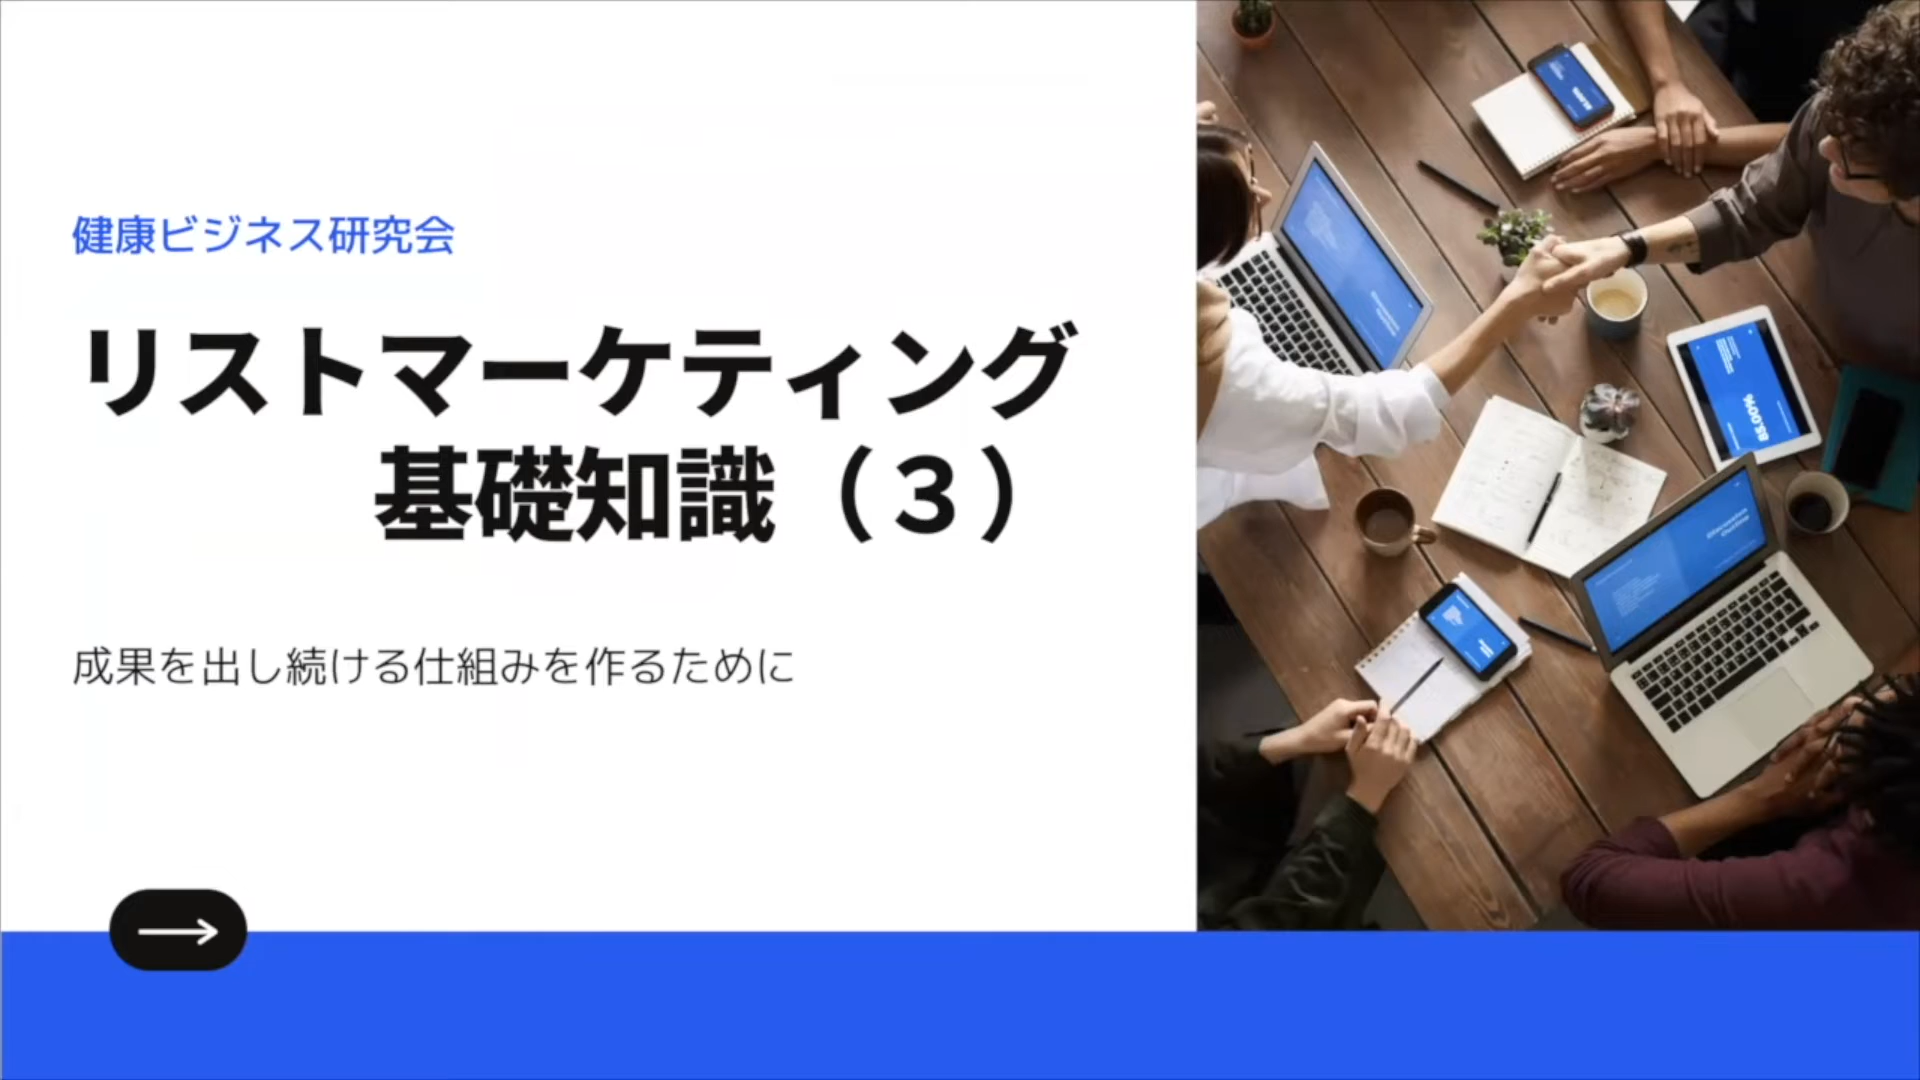 健康ビジネス研究会
リストマーケティング
基礎知識（３）
成果を出し続ける仕組みを作るために
85.00%